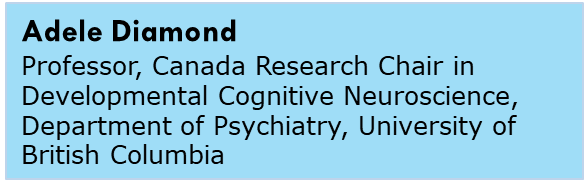 Adele Diamond
Professor, Canada Research Chair in
Developmental Cognitive Neuroscience,
Department of Psychiatry, University of
British Columbia